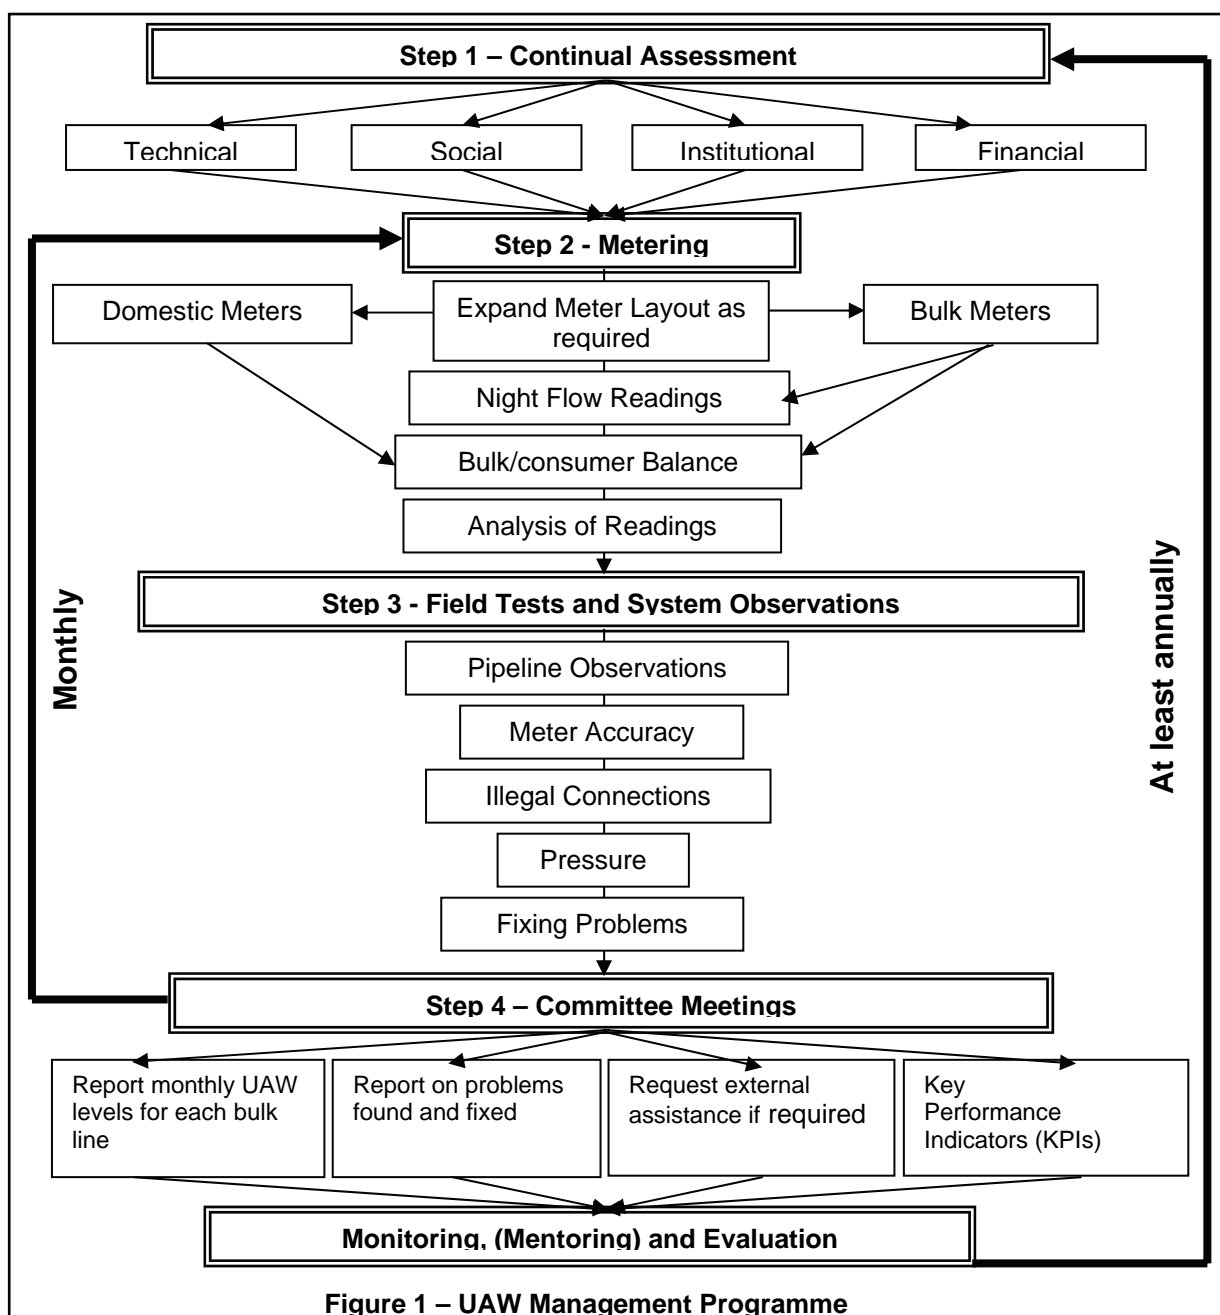 Step 1 – Continual Assessment
Technical
Social
Institutional
Financial
Step 2 - Metering
Domestic Meters
Expand Meter Layout as
required
Bulk Meters
Night Flow Readings
Bulk/consumer Balance
Analysis of Readings
Step 3 - Field Tests and System Observations
Monthly
At least annually
Pipeline Observations
Meter Accuracy
Illegal Connections
Pressure
Fixing Problems
Step 4 – Committee Meetings
Report monthly UAW
levels for each bulk
line
Report on problems
found and fixed
Request external
assistance if required
Key
Performance
Indicators (KPIs)
Monitoring, (Mentoring) and Evaluation
Figure 1 – UAW Management Programme